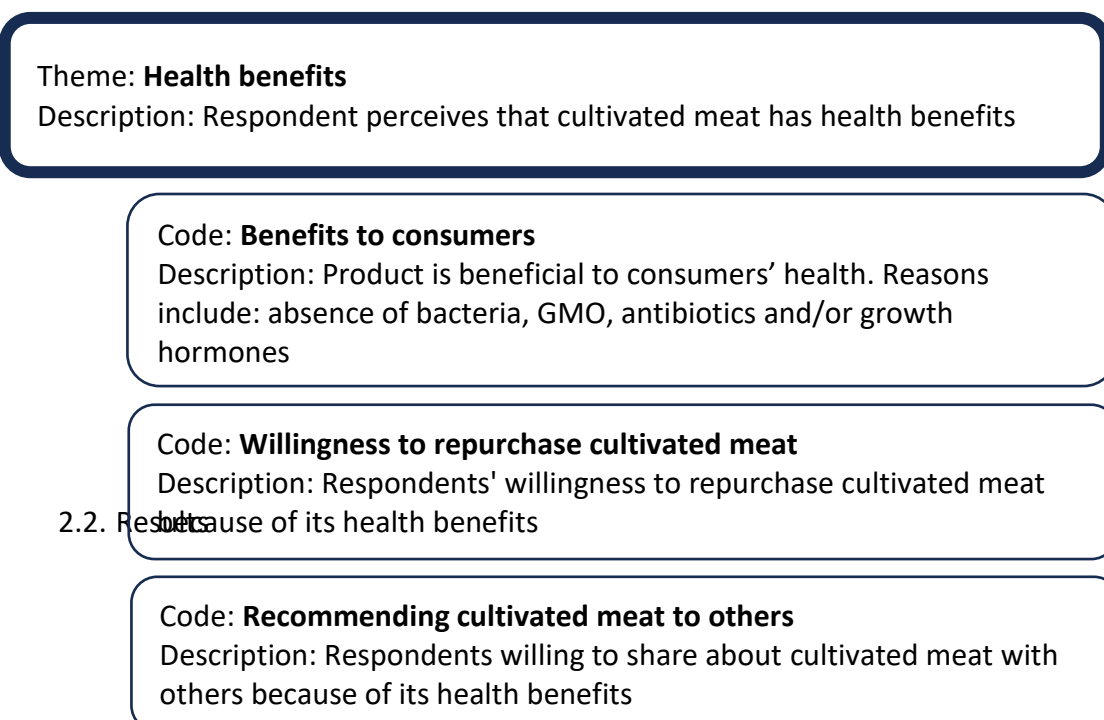 Theme: Health benefits
Description: Respondent perceives that cultivated meat has health benefits
Code: Benefits to consumers
Description: Product is beneficial to consumers’ health. Reasons
include: absence of bacteria, GMO, antibiotics and/or growth
hormones
Code: Willingness to repurchase cultivated meat
Description: Respondents' willingness to repurchase cultivated meat
2.2. Results
because of its health benefits
Code: Recommending cultivated meat to others
Description: Respondents willing to share about cultivated meat with
others because of its health benefits